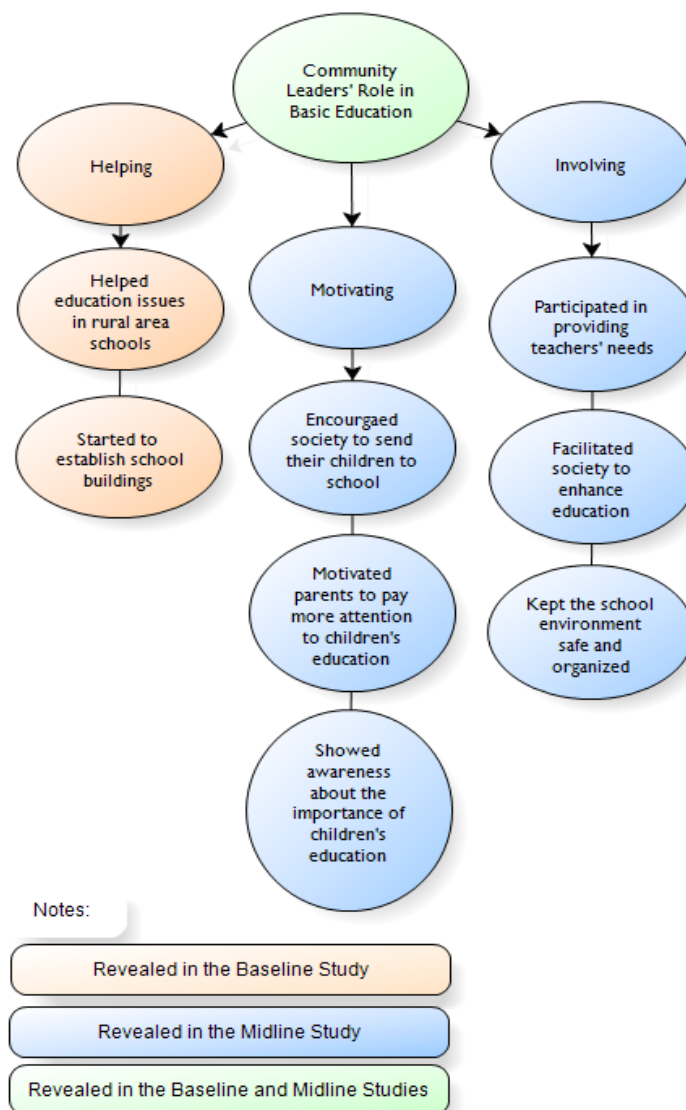 Community
Leaders' Role in
Basic Education
Helping
Involving
Helped
education issues
in rural area
schools
Motivating
Participated in
providing
teachers' needs
Started to
establish school
buildings
Encourgaed
society to send
their children to
school
Facilitated
society to
enhance
education
Motivated
parents to pay
more attention
to children's
education
Kept the school
environment
safe and
organized
Showed
awareness
about the
importance of
children's
education
Notes:
Revealed in the Baseline Study
Revealed in the Midline Study
Revealed in the Baseline and Midline Studies